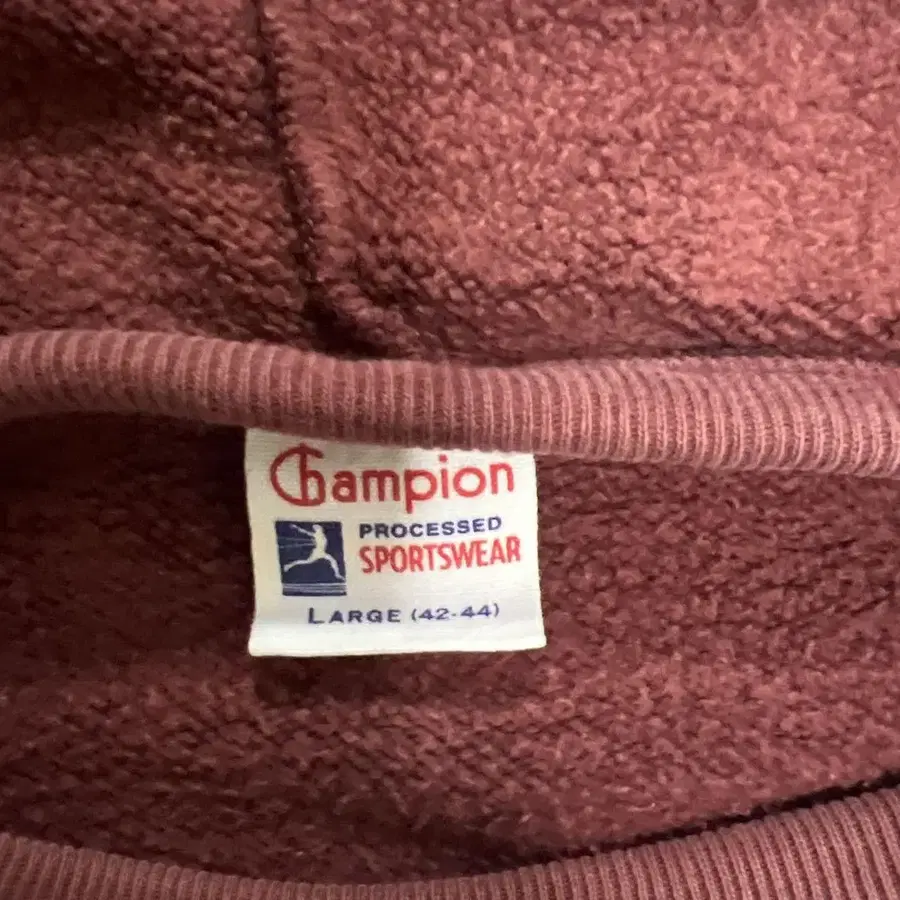 Champion
PROCESSED
SPORTSWEAR
LARGE (42-44)